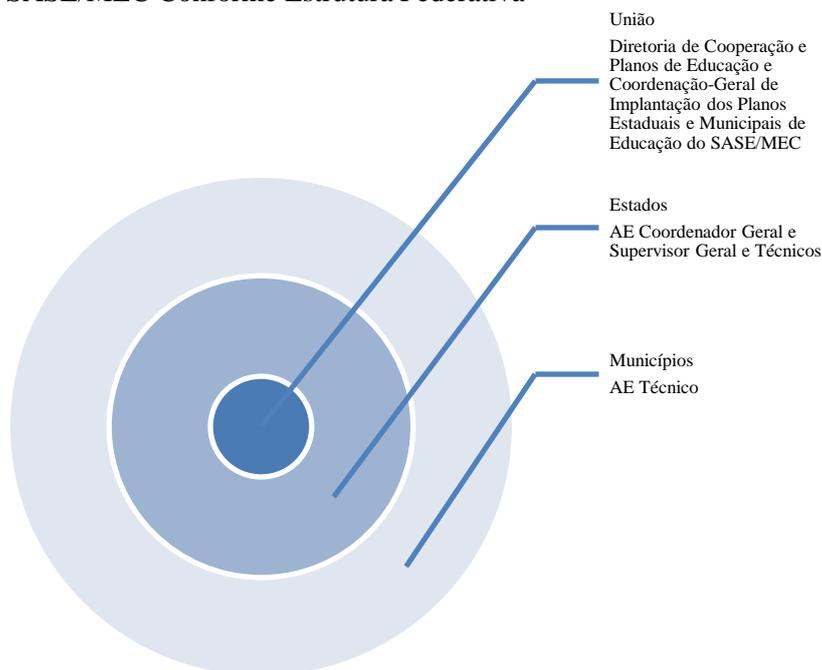 SASE/MEC Conforme Estrutura Federativa
União
Diretoria de Cooperação e
Planos de Educação e
Coordenação-Geral de
Implantação dos Planos
Estaduais e Municipais de
Educação do SASE/MEC
Estados
AE Coordenador Geral e
Supervisor Geral e Técnicos
Municípios
AE Técnico